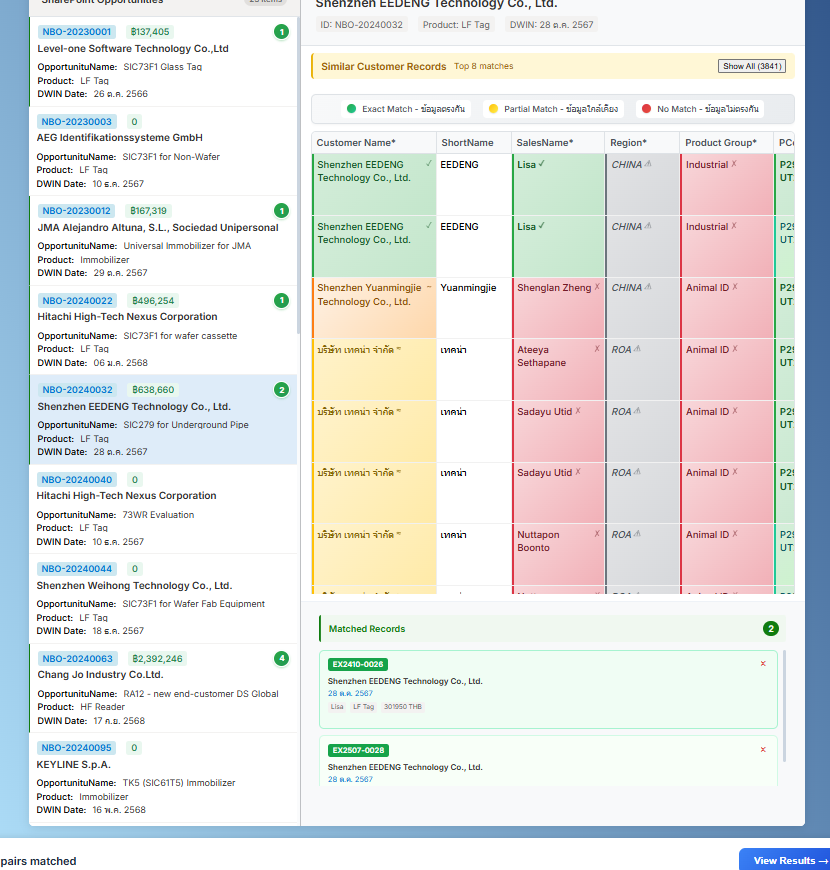 SharePoint Opportunities
NBO-20230001 ฿137,405 1
Level-one Software Technology Co.,Ltd
OpportunituName: SIC73F1 Glass Tag
Product: LF Tag
DWIN Date: 26 ต.ค. 2566
NBO-20230003 0
AEG Identifikationssysteme GmbH
OpportunituName: SIC73F1 for Non-Wafer
Product: LF Tag
DWIN Date: 10 ธ.ค. 2567
NBO-20230012 ฿167,319 1
JMA Alejandro Altuna, S.L., Sociedad Unipersonal
OpportunituName: Universal Immobilizer for JMA
Product: Immobilizer
DWIN Date: 29 ต.ค. 2567
NBO-20240022 ฿496,254 1
Hitachi High-Tech Nexus Corporation
OpportunituName: SIC73F1 for wafer cassette
Product: LF Tag
DWIN Date: 06 ม.ค. 2568
NBO-20240032 ฿638,660 2
Shenzhen EEDENG Technology Co., Ltd.
OpportunituName: SIC279 for Underground Pipe
Product: LF Tag
DWIN Date: 28 ต.ค. 2567
NBO-20240040 0
Hitachi High-Tech Nexus Corporation
OpportunituName: 73WR Evaluation
Product: LF Tag
DWIN Date: 10 ธ.ค. 2567
NBO-20240044 0
Shenzhen Weihong Technology Co., Ltd.
OpportunituName: SIC73F1 for Wafer Fab Equipment
Product: LF Tag
DWIN Date: 18 ธ.ค. 2567
NBO-20240063 ฿2,392,246 4
Chang Jo Industry Co.Ltd.
OpportunituName: RA12 - new end-customer DS Global
Product: HF Reader
DWIN Date: 17 ก.ย. 2568
NBO-20240095 0
KEYLINE S.p.A.
OpportunituName: TK5 (SIC61T5) Immobilizer
Product: Immobilizer
DWIN Date: 16 พ.ค. 2568
Shenzhen EEDENG Technology Co., Ltd.
ID: NBO-20240032 Product: LF Tag DWIN: 28 ต.ค. 2567
Similar Customer Records Top 8 matches Show All (3841)
Exact Match - ข้อมูลตรงกัน Partial Match - ข้อมูลใกล้เคียง No Match - ข้อมูลไม่ตรงกัน
Customer Name* ShortName SalesName* Region* Product Group* PC
Shenzhen EEDENG ✓ EEDENG Lisa ✓ CHINA ⚠ Industrial ✗ P2
Technology Co., Ltd. UT
Shenzhen EEDENG ✓ EEDENG Lisa ✓ CHINA ⚠ Industrial ✗ P2
Technology Co., Ltd. UT
Shenzhen Yuanmingjie ~ Yuanmingjie Shenglan Zheng ✗ CHINA ⚠ Animal ID ✗ P2
Technology Co., Ltd. UT
บริษัท เทคน่า จำกัด ≈ เทคน่า Ateeya ✗ ROA ⚠ Animal ID ✗ P2
Sethapane UT
บริษัท เทคน่า จำกัด ≈ เทคน่า Sadayu Utid ✗ ROA ⚠ Animal ID ✗ P2
UT
บริษัท เทคน่า จำกัด ≈ เทคน่า Sadayu Utid ✗ ROA ⚠ Animal ID ✗ P2
UT
บริษัท เทคน่า จำกัด ≈ เทคน่า Nuttapon ✗ ROA ⚠ Animal ID ✗ P2
Boonto UT
Matched Records 2
EX2410-0026 ×
Shenzhen EEDENG Technology Co., Ltd.
28 ต.ค. 2567
Lisa LF Tag 301950 THB
EX2507-0028 ×
Shenzhen EEDENG Technology Co., Ltd.
28 ต.ค. 2567
pairs matched
View Results →